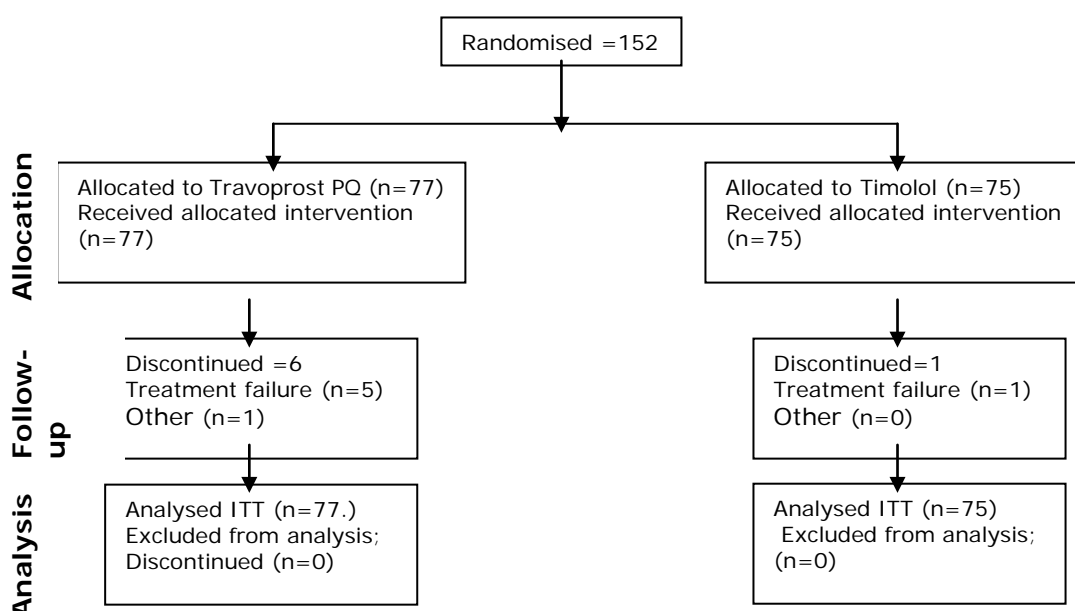 Randomised =152
Allocation
Allocated to Travoprost PQ (n=77)
Received allocated intervention
(n=77)
Allocated to Timolol (n=75)
Received allocated intervention
(n=75)
Follow-
up
Discontinued =6
Treatment failure (n=5)
Other (n=1)
Discontinued=1
Treatment failure (n=1)
Other (n=0)
Analysis
Analysed ITT (n=77.)
Excluded from analysis;
Discontinued (n=0)
Analysed ITT (n=75)
Excluded from analysis;
(n=0)